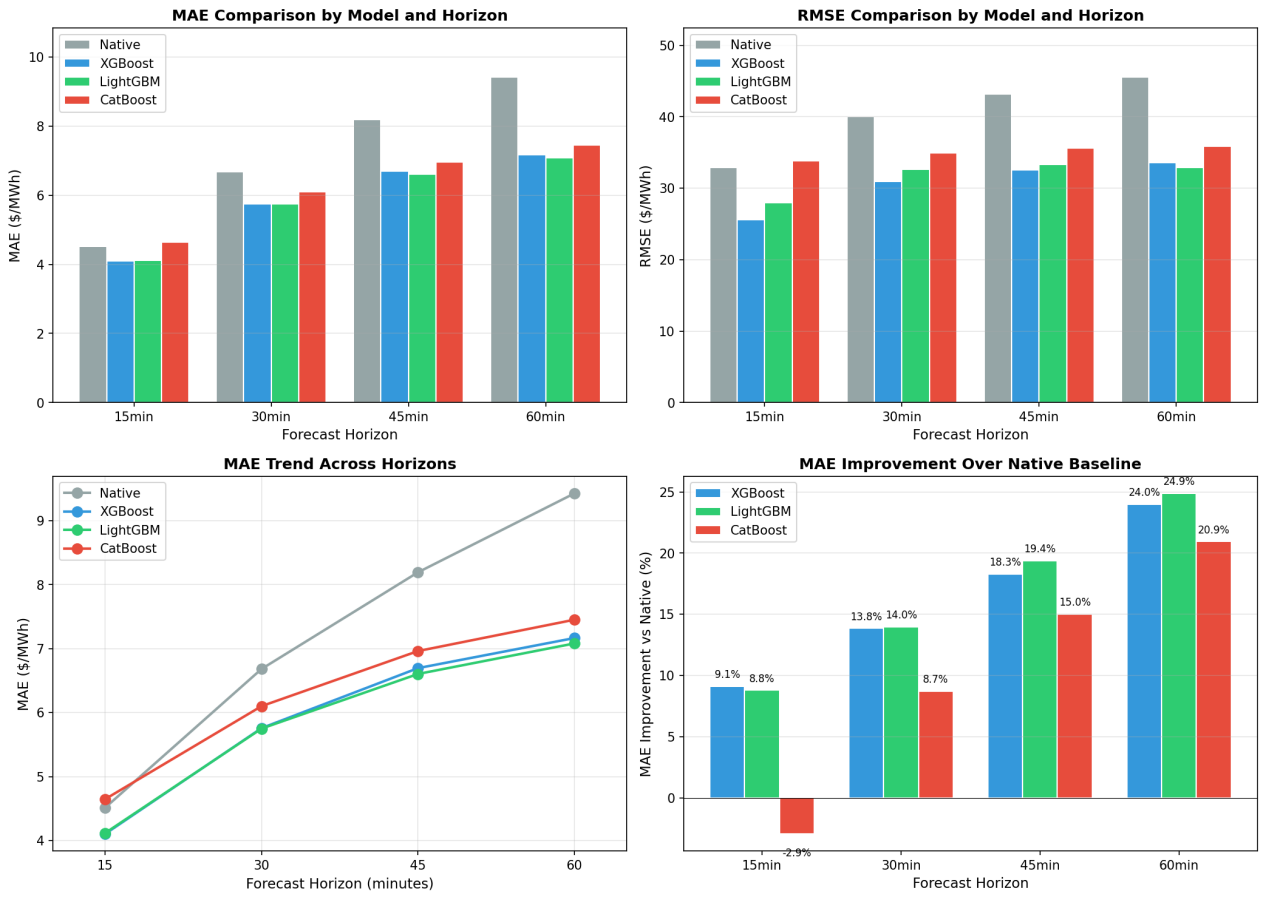 MAE Comparison by Model and Horizon
MAE ($/MWh)
10
8
6
4
2
0
Native
XGBoost
LightGBM
CatBoost
15min
30min
45min
60min
Forecast Horizon
RMSE Comparison by Model and Horizon
RMSE ($/MWh)
50
40
30
20
10
0
Native
XGBoost
LightGBM
CatBoost
15min
30min
45min
60min
Forecast Horizon
MAE Trend Across Horizons
MAE ($/MWh)
9
8
7
6
5
4
Native
XGBoost
LightGBM
CatBoost
15
30
45
60
Forecast Horizon (minutes)
MAE Improvement Over Native Baseline
MAE Improvement vs Native (%)
25
20
15
10
5
0
XGBoost
LightGBM
CatBoost
9.1%
8.8%
-2.9%
13.8%
14.0%
8.7%
18.3%
19.4%
15.0%
24.0%
24.9%
20.9%
15min
30min
45min
60min
Forecast Horizon